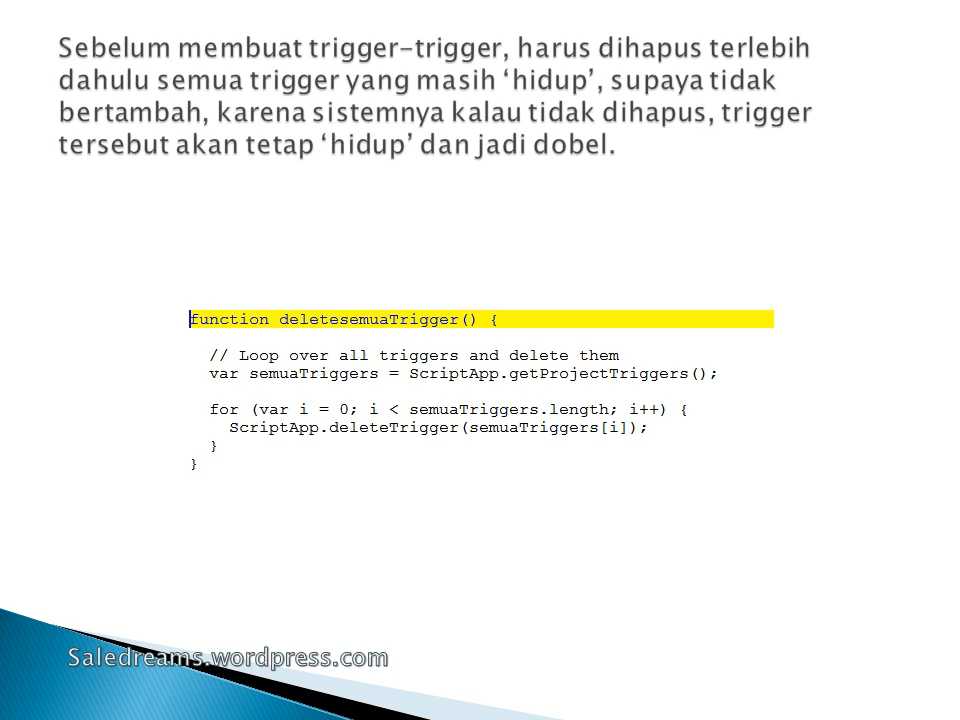 Sebelum membuat trigger-trigger, harus dihapus terlebih
dahulu semua trigger yang masih ‘hidup’, supaya tidak
bertambah, karena sistemnya kalau tidak dihapus, trigger
tersebut akan tetap ‘hidup’ dan jadi dobel.
function deletesemuaTrigger() {
  // Loop over all triggers and delete them
  var semuaTriggers = ScriptApp.getProjectTriggers();
  for (var i = 0; i < semuaTriggers.length; i++) {
    ScriptApp.deleteTrigger(semuaTriggers[i]);
  }
}
Saledreams.wordpress.com